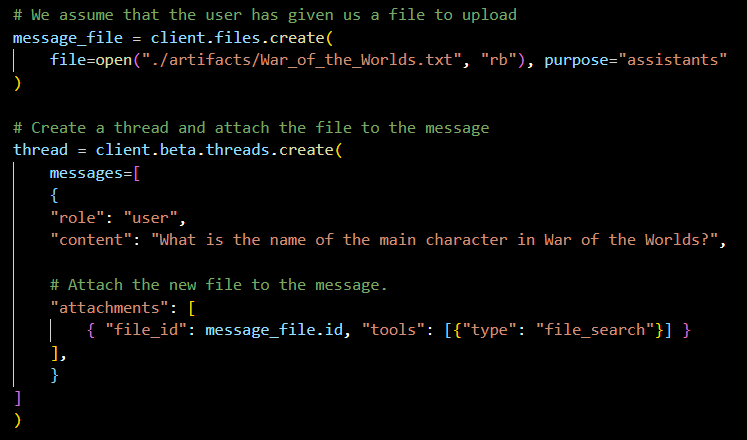 # We assume that the user has given us a file to upload
message_file = client.files.create(
    file=open("./artifacts/War_of_the_Worlds.txt", "rb"), purpose="assistants"
)

# Create a thread and attach the file to the message
thread = client.beta.threads.create(
    messages=[
    {
    "role": "user",
    "content": "What is the name of the main character in War of the Worlds?",

    # Attach the new file to the message.
    "attachments": [
        { "file_id": message_file.id, "tools": [{"type": "file_search"}] }
    ],
    }
]
)